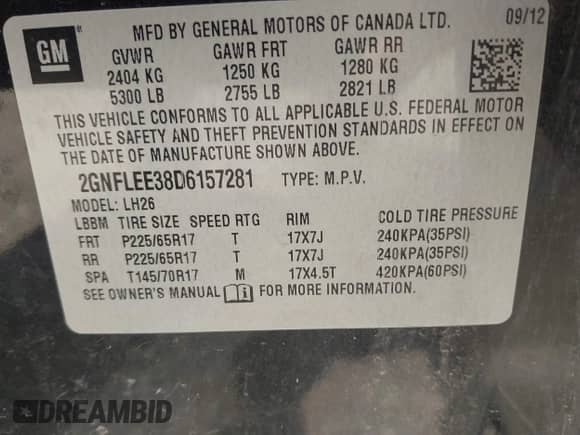 GM
MFD BY GENERAL MOTORS OF CANADA LTD. 09/12
GVWR GAWR FRT GAWR RR
2404 KG 1250 KG 1280 KG
5300 LB 2755 LB 2821 LB
THIS VEHICLE CONFORMS TO ALL APPLICABLE U.S. FEDERAL MOTOR
VEHICLE SAFETY AND THEFT PREVENTION STANDARDS IN EFFECT ON
THE DATE OF MANUFACTURE SHOWN ABOVE.
2GNFLEE38D6157281 TYPE: M.P.V.
MODEL: LH26
LBBM TIRE SIZE SPEED RTG RIM COLD TIRE PRESSURE
FRT P225/65R17 T 17X7J 240KPA(35PSI)
RR P225/65R17 T 17X7J 240KPA(35PSI)
SPA T145/70R17 M 17X4.5T 420KPA(60PSI)
SEE OWNER'S MANUAL FOR MORE INFORMATION.
DREAMBID